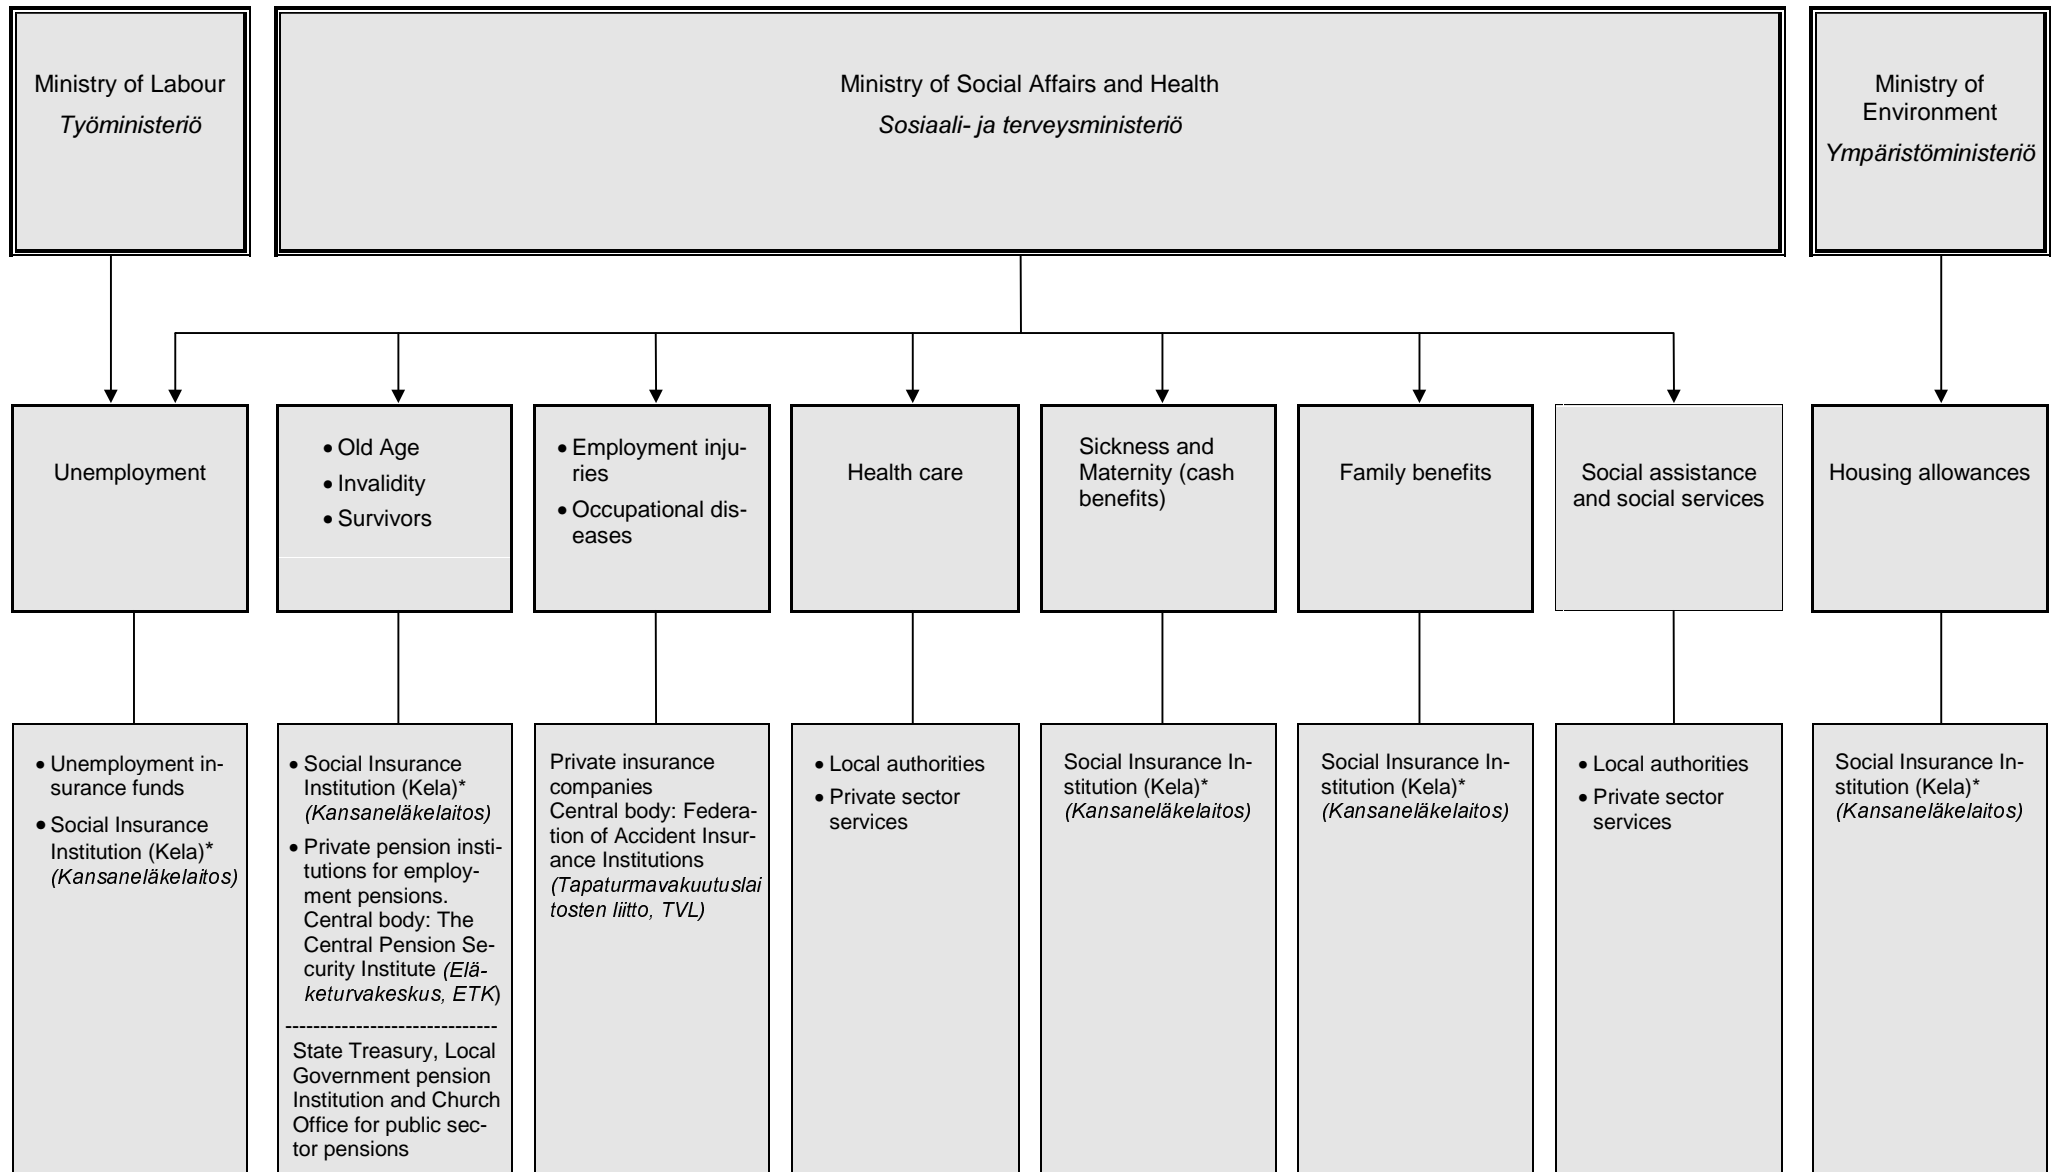 Ministry of Labour
Työministeriö
Ministry of Social Affairs and Health
Sosiaali- ja terveysministeriö
Ministry of
Environment
Ympäristöministeriö
Unemployment
• Old Age
• Invalidity
• Survivors
• Employment inju-
ries
• Occupational dis-
eases
Health care
Sickness and
Maternity (cash
benefits)
Family benefits
Social assistance
and social services
Housing allowances
• Unemployment in-
surance funds
• Social Insurance
Institution (Kela)*
(Kansaneläkelaitos)
• Social Insurance
Institution (Kela)*
(Kansaneläkelaitos)
• Private pension insti-
tutions for employ-
ment pensions.
Central body: The
Central Pension Se-
curity Institute (Elä-
keturvakeskus, ETK)
------------------------------
State Treasury, Local
Government pension
Institution and Church
Office for public sec-
tor pensions
Private insurance
companies
Central body: Federa-
tion of Accident Insur-
ance Institutions
(Tapaturmavakuutuslai
tosten liitto, TVL)
• Local authorities
• Private sector
services
Social Insurance In-
stitution (Kela)*
(Kansaneläkelaitos)
Social Insurance In-
stitution (Kela)*
(Kansaneläkelaitos)
• Local authorities
• Private sector
services
Social Insurance In-
stitution (Kela)*
(Kansaneläkelaitos)